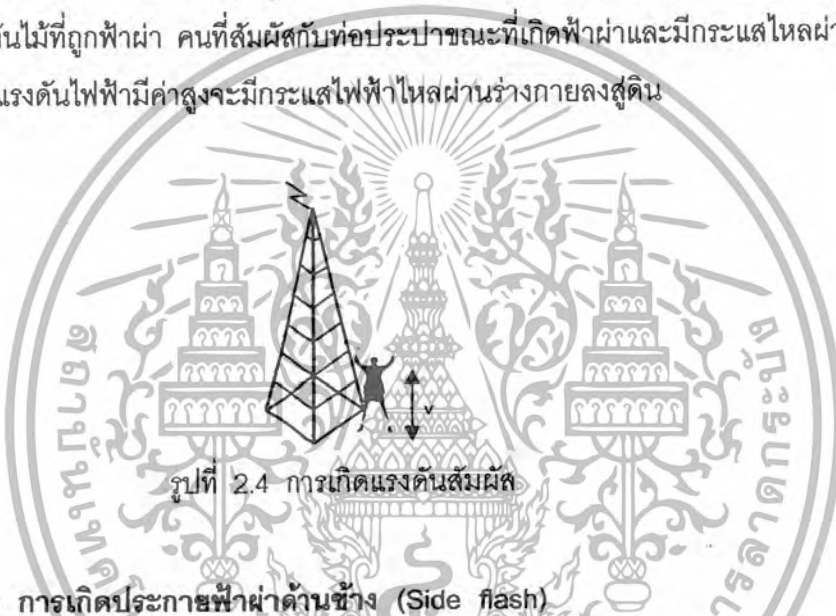 ันไม้ที่ถูกฟ้าผ่า คนที่สัมผัสกับท่อประปาขณะที่เกิดฟ้าผ่าและมีกระแสไหลผ่า
แรงดันไฟฟ้ามีค่าสูงจะมีกระแสไฟฟ้าไหลผ่านร่างกายลงสู่ดิน
v
รูปที่ 2.4 การเกิดแรงดันสัมผัส
การเกิดประกายฟ้าผ่าด้านข้าง (Side flash)